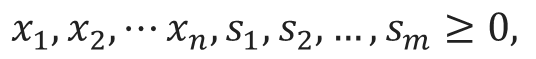 x₁, x₂, ⋯ xₙ, s₁, s₂, …, sₘ ≥ 0,